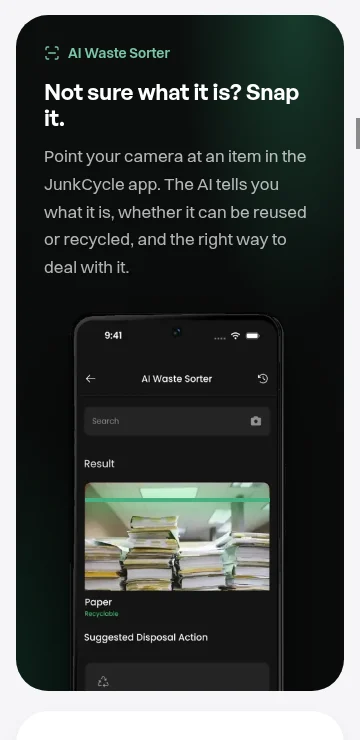 AI Waste Sorter
Not sure what it is? Snap
it.
Point your camera at an item in the
JunkCycle app. The AI tells you
what it is, whether it can be reused
or recycled, and the right way to
deal with it.
9:41
AI Waste Sorter
Search
Result
Paper
Recyclable
Suggested Disposal Action